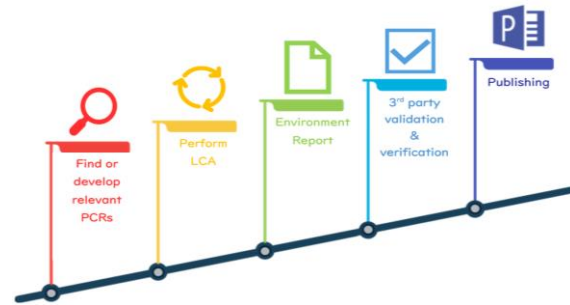 Find or
develop
relevant
PCRs
Perform
LCA
Environment
Report
3rd party
validation
&
verification
P
Publishing